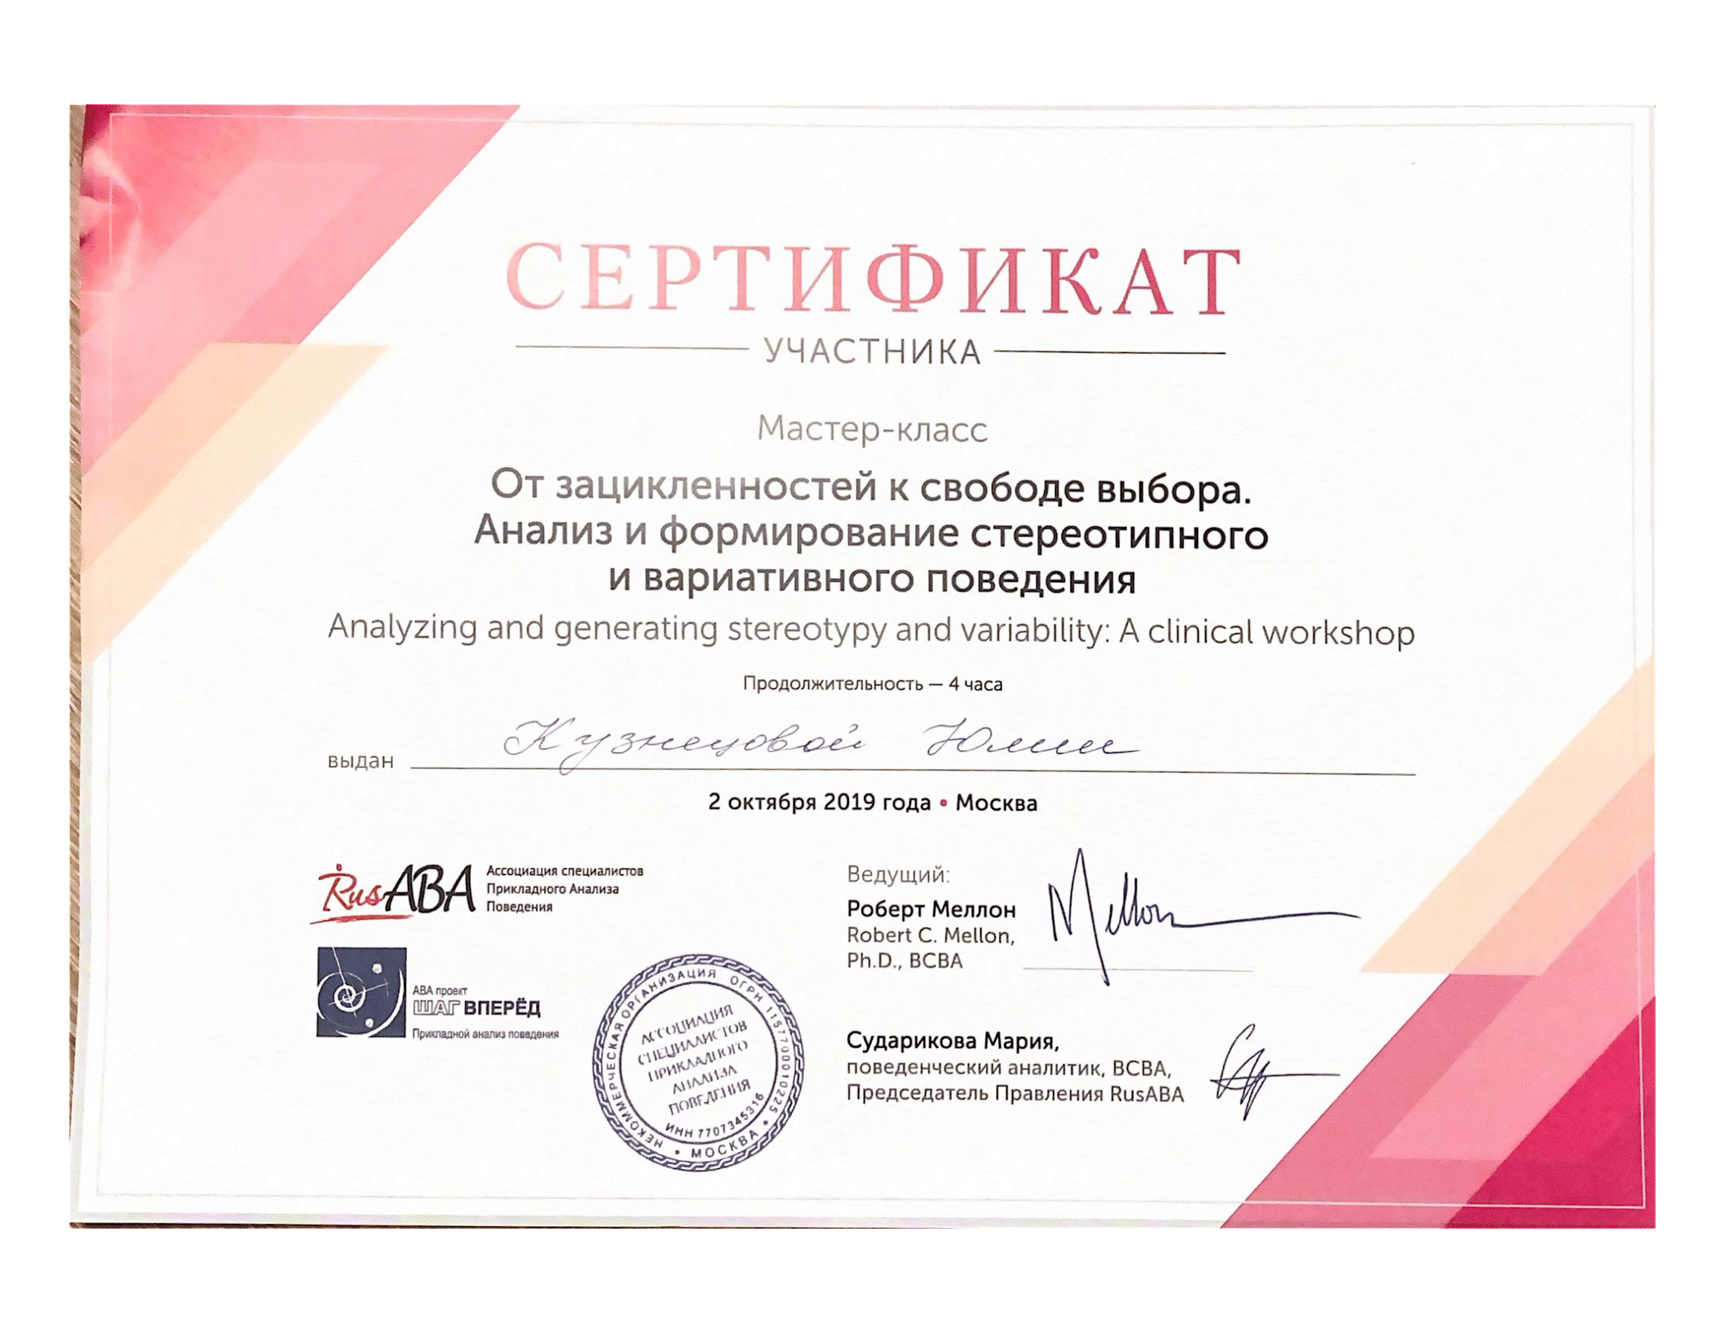 СЕРТИФИКАТ
УЧАСТНИКА
Мастер-класс
От зацикленностей к свободе выбора.
Анализ и формирование стереотипного
и вариативного поведения
Analyzing and generating stereotypy and variability: A clinical workshop
Продолжительность — 4 часа
выдан Кузнецовой Юлии
2 октября 2019 года • Москва
RusABA
Ассоциация специалистов
Прикладного Анализа
Поведения
АВА проект
ШАГ ВПЕРЁД
Прикладной анализ поведения
НЕКОММЕРЧЕСКАЯ ОРГАНИЗАЦИЯ ОГРН 1157700010225
АССОЦИАЦИЯ
СПЕЦИАЛИСТОВ
ПРИКЛАДНОГО
АНАЛИЗА
ПОВЕДЕНИЯ
ИНН 7707345316
• МОСКВА •
Ведущий:
Роберт Меллон
Robert C. Mellon,
Ph.D., BCBA
Mellon
Сударикова Мария,
поведенческий аналитик, BCBA,
Председатель Правления RusABA